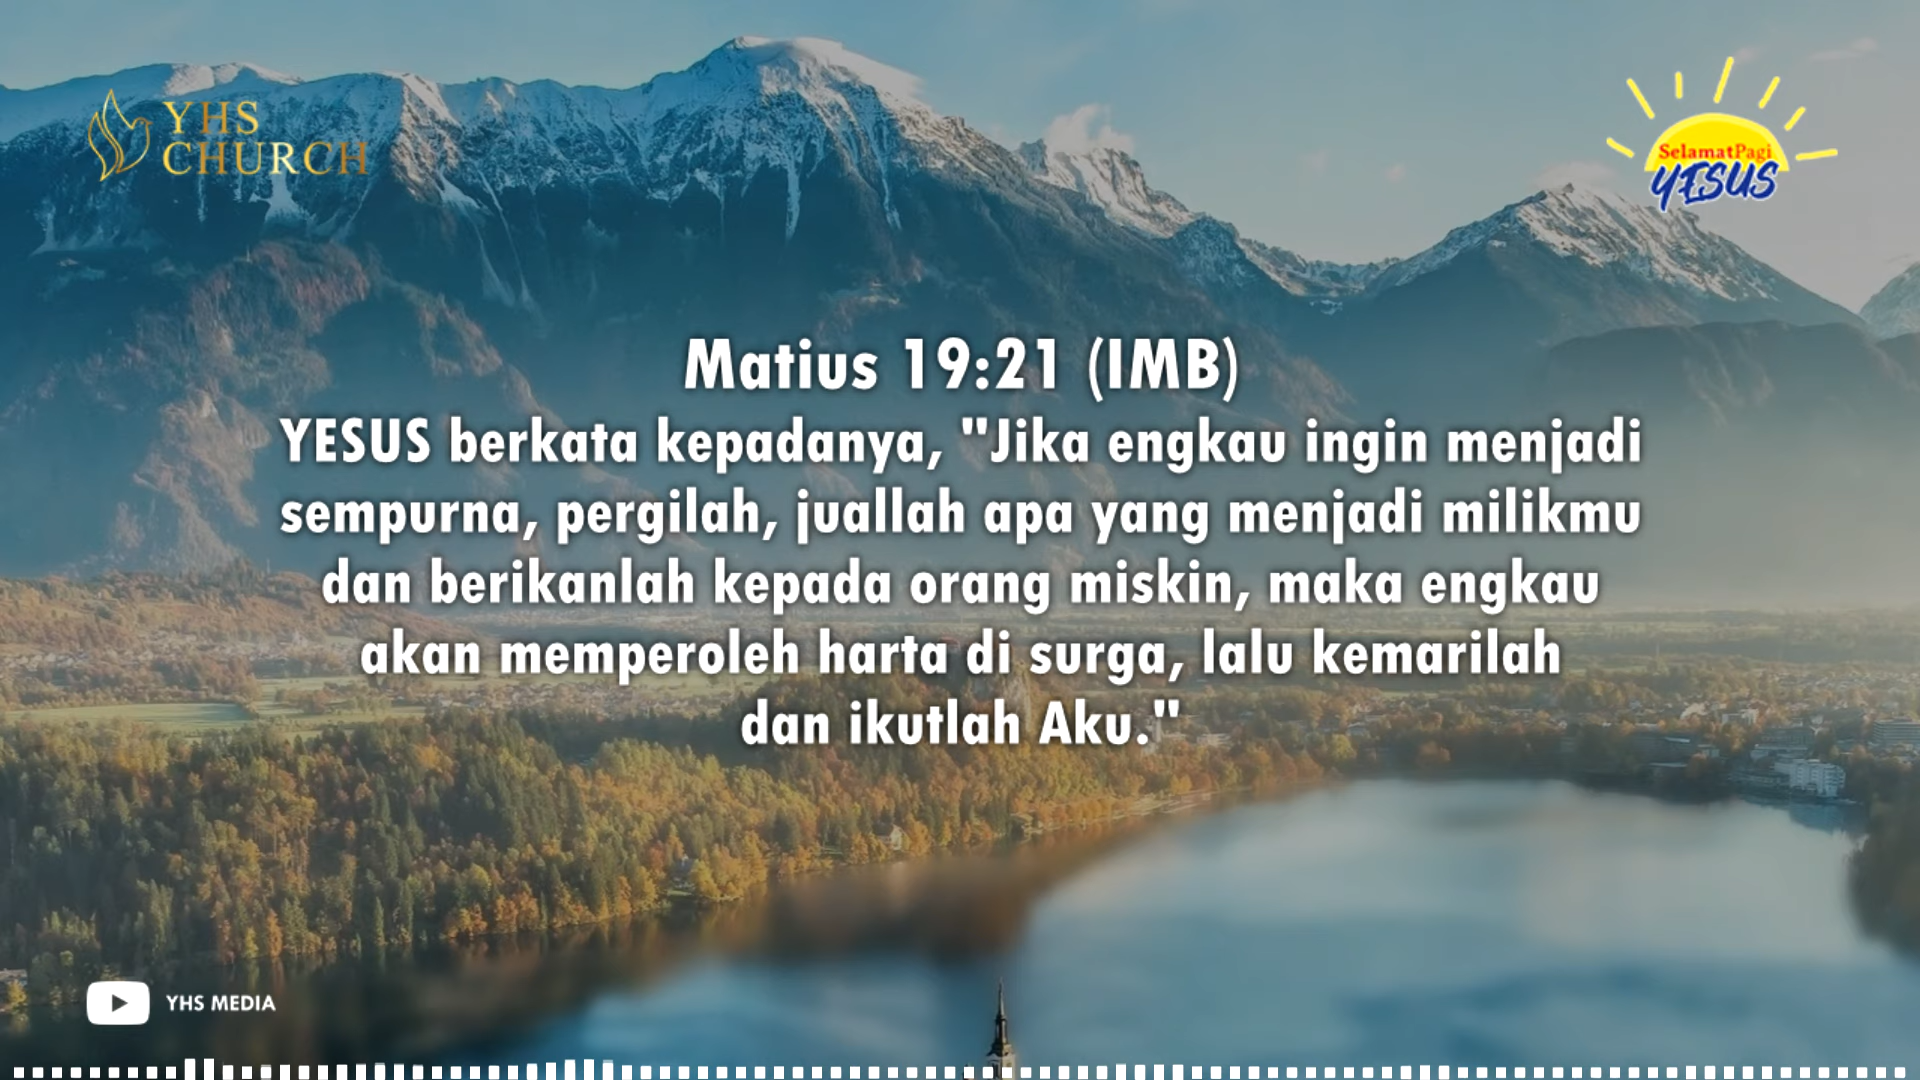 YHS
CHURCH
SelamatPagi
YESUS
Matius 19:21 (IMB)
YESUS berkata kepadanya, "Jika engkau ingin menjadi
sempurna, pergilah, juallah apa yang menjadi milikmu
dan berikanlah kepada orang miskin, maka engkau
akan memperoleh harta di surga, lalu kemarilah
dan ikutlah Aku."
YHS MEDIA